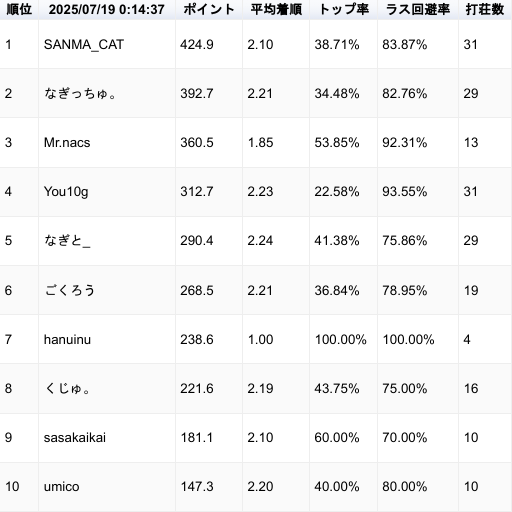 順位 2025/07/19 0:14:37 ポイント 平均着順 トップ率 ラス回避率 打荘数
1 SANMA_CAT 424.9 2.10 38.71% 83.87% 31
2 なぎっちゅ。 392.7 2.21 34.48% 82.76% 29
3 Mr.nacs 360.5 1.85 53.85% 92.31% 13
4 You10g 312.7 2.23 22.58% 93.55% 31
5 なぎと_ 290.4 2.24 41.38% 75.86% 29
6 ごくろう 268.5 2.21 36.84% 78.95% 19
7 hanuinu 238.6 1.00 100.00% 100.00% 4
8 くじゅ。 221.6 2.19 43.75% 75.00% 16
9 sasakaikai 181.1 2.10 60.00% 70.00% 10
10 umico 147.3 2.20 40.00% 80.00% 10